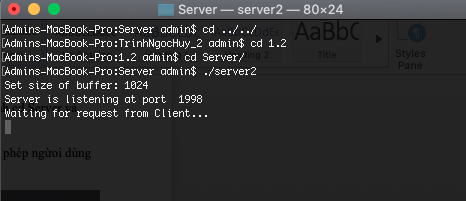 Server — server2 — 80×24
[Admins-MacBook-Pro:Server admin$ cd ../../
[Admins-MacBook-Pro:TrinhNgocHuy_2 admin$ cd 1.2
[Admins-MacBook-Pro:1.2 admin$ cd Server/
[Admins-MacBook-Pro:Server admin$ ./server2
Set size of buffer: 1024
Server is listening at port  1998
Waiting for request from Client...
phép ngừoi dùng
AaBbC
Title
Styles
Pane